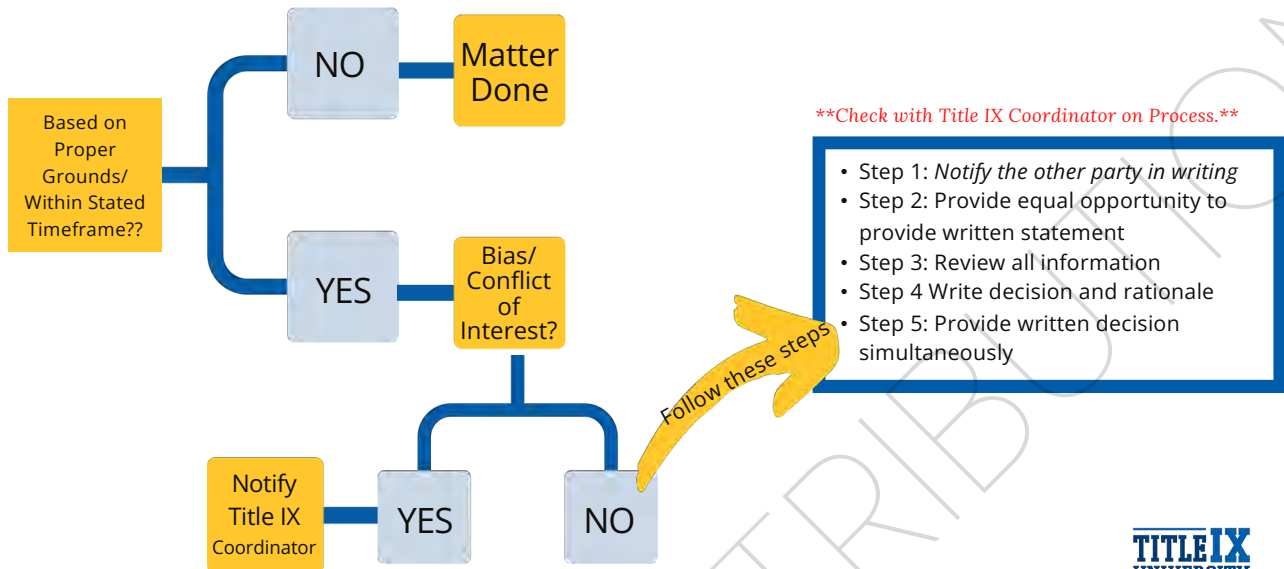 NO
Matter
Done
Based on
Proper
Grounds/
Within Stated
Timeframe??
**Check with Title IX Coordinator on Process.**
• Step 1: Notify the other party in writing
• Step 2: Provide equal opportunity to
provide written statement
• Step 3: Review all information
• Step 4 Write decision and rationale
• Step 5: Provide written decision
simultaneously
YES
Bias/
Conflict
of
Interest?
Follow these steps
Notify
Title IX
Coordinator
YES
NO
TITLE IX
UNIVERSITY